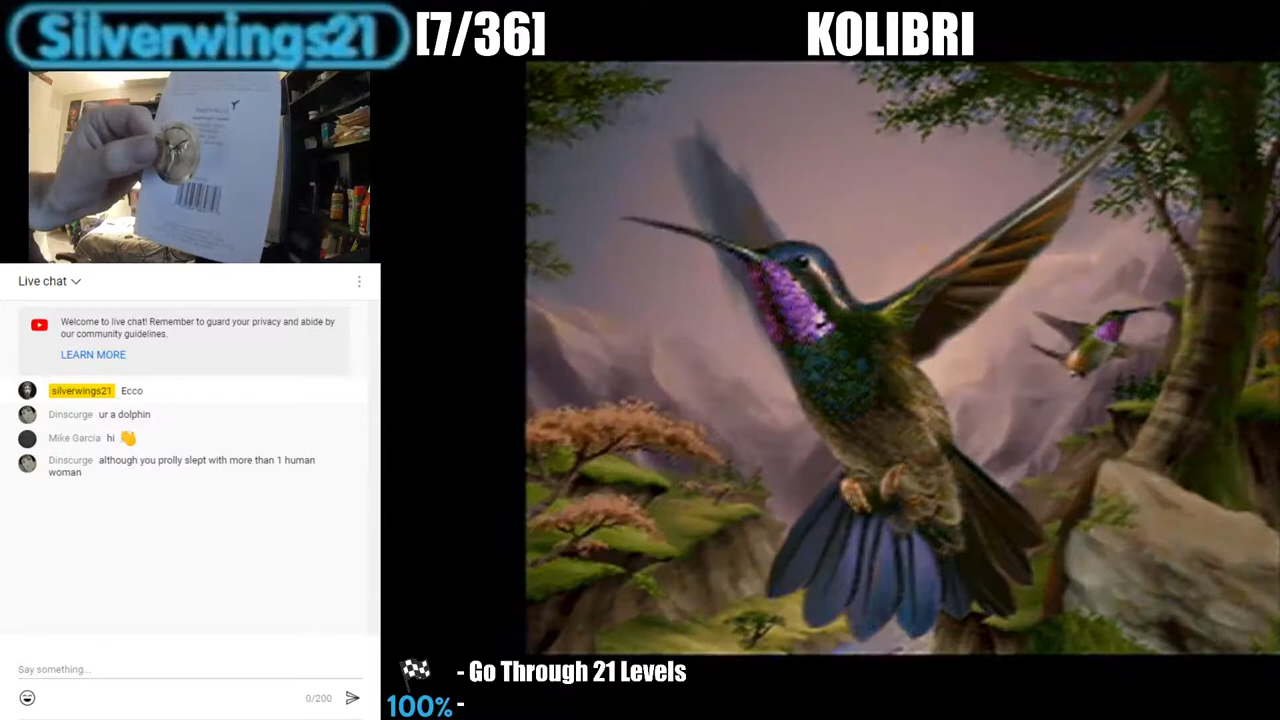 Silverwings21
[7/36]
KOLIBRI
Live chat
Welcome to live chat! Remember to guard your privacy and abide by
our community guidelines.
LEARN MORE
silverwings21 Ecco
Dinscurge ur a dolphin
Mike Garcia hi
Dinscurge although you prolly slept with more than 1 human
woman
Say something...
0/200
- Go Through 21 Levels
100% -